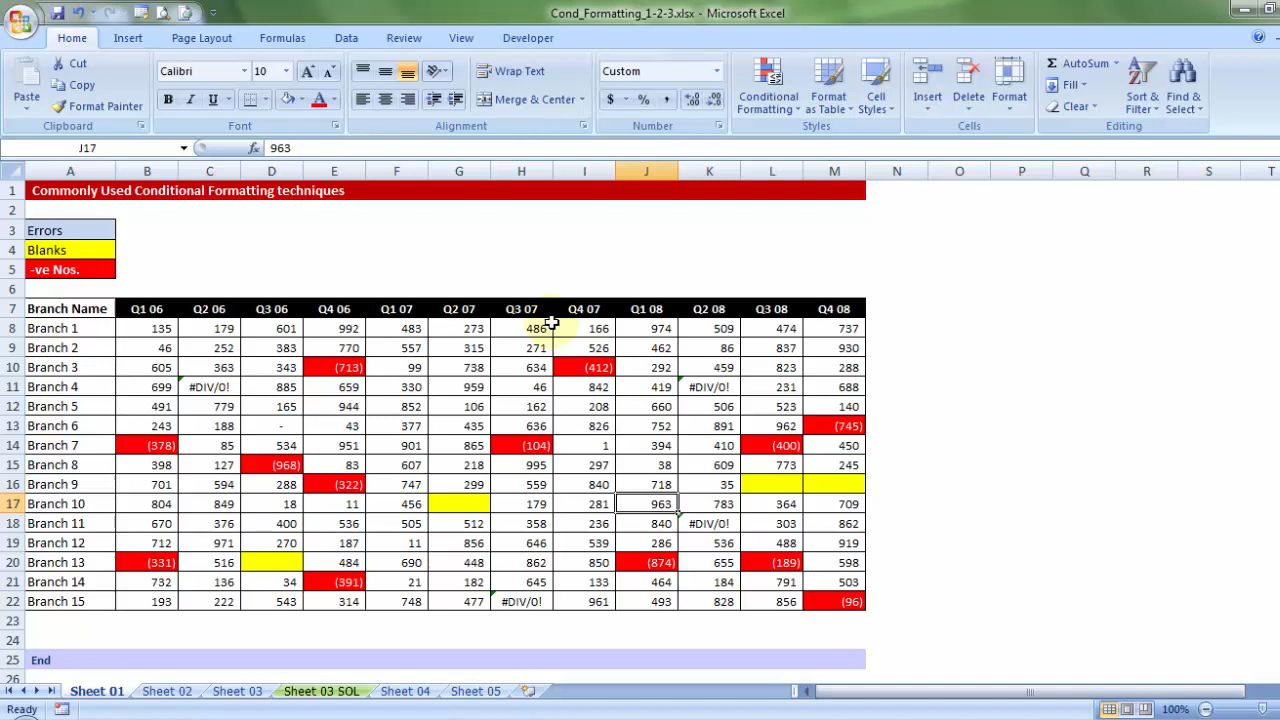 Cond_Formatting_1-2-3.xlsx - Microsoft Excel
Home Insert Page Layout Formulas Data Review View Developer
Paste Cut Copy Format Painter Clipboard
Calibri 10 B I U Font
Wrap Text Merge & Center Alignment
Custom $ % , Number
Conditional Formatting Format as Table Cell Styles Styles
Insert Delete Format Cells
AutoSum Fill Clear Sort & Filter Find & Select Editing
J17 fx 963
A B C D E F G H I J K L M N O P Q R S T
1 Commonly Used Conditional Formatting techniques
2
3 Errors
4 Blanks
5 -ve Nos.
6
7 Branch Name Q1 06 Q2 06 Q3 06 Q4 06 Q1 07 Q2 07 Q3 07 Q4 07 Q1 08 Q2 08 Q3 08 Q4 08
8 Branch 1 135 179 601 992 483 273 486 166 974 509 474 737
9 Branch 2 46 252 383 770 557 315 271 526 462 86 837 930
10 Branch 3 605 363 343 (713) 99 738 634 (412) 292 459 823 288
11 Branch 4 699 #DIV/0! 885 659 330 959 46 842 419 #DIV/0! 231 688
12 Branch 5 491 779 165 944 852 106 162 208 660 506 523 140
13 Branch 6 243 188 - 43 377 435 636 826 752 891 962 (745)
14 Branch 7 (378) 85 534 951 901 865 (104) 1 394 410 (400) 450
15 Branch 8 398 127 (968) 83 607 218 995 297 38 609 773 245
16 Branch 9 701 594 288 (322) 747 299 559 840 718 35
17 Branch 10 804 849 18 11 456 179 281 963 783 364 709
18 Branch 11 670 376 400 536 505 512 358 236 840 #DIV/0! 303 862
19 Branch 12 712 971 270 187 11 856 646 539 286 536 488 919
20 Branch 13 (331) 516 484 690 448 862 850 (874) 655 (189) 598
21 Branch 14 732 136 34 (391) 21 182 645 133 464 184 791 503
22 Branch 15 193 222 543 314 748 477 #DIV/0! 961 493 828 856 (96)
23
24
25 End
26
Sheet 01 Sheet 02 Sheet 03 Sheet 03 SOL Sheet 04 Sheet 05
Ready 100%